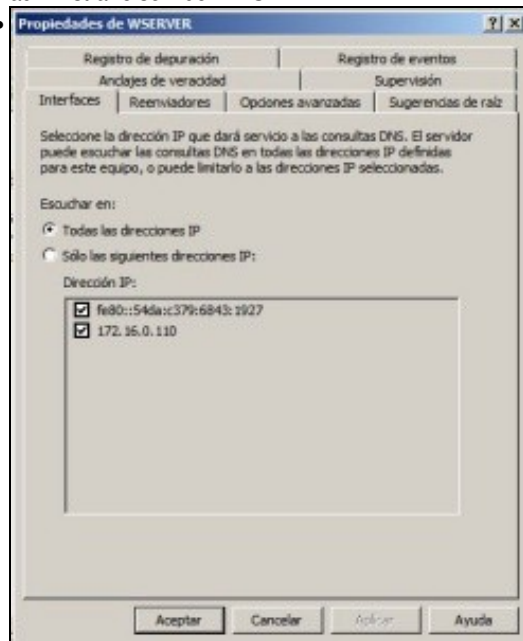 Propiedades de WSERVER
Registro de depuración
Registro de eventos
Anclajes de veracidad
Supervisión
Interfaces
Reenviadores
Opciones avanzadas
Sugerencias de raíz
Seleccione la dirección IP que dará servicio a las consultas DNS. El servidor
puede escuchar las consultas DNS en todas las direcciones IP definidas
para este equipo, o puede limitarlo a las direcciones IP seleccionadas.
Escuchar en:
Todas las direcciones IP
Sólo las siguientes direcciones IP:
Dirección IP:
fe80::54da:c379:6843:1927
172.16.0.110
Aceptar
Cancelar
Aplicar
Ayuda